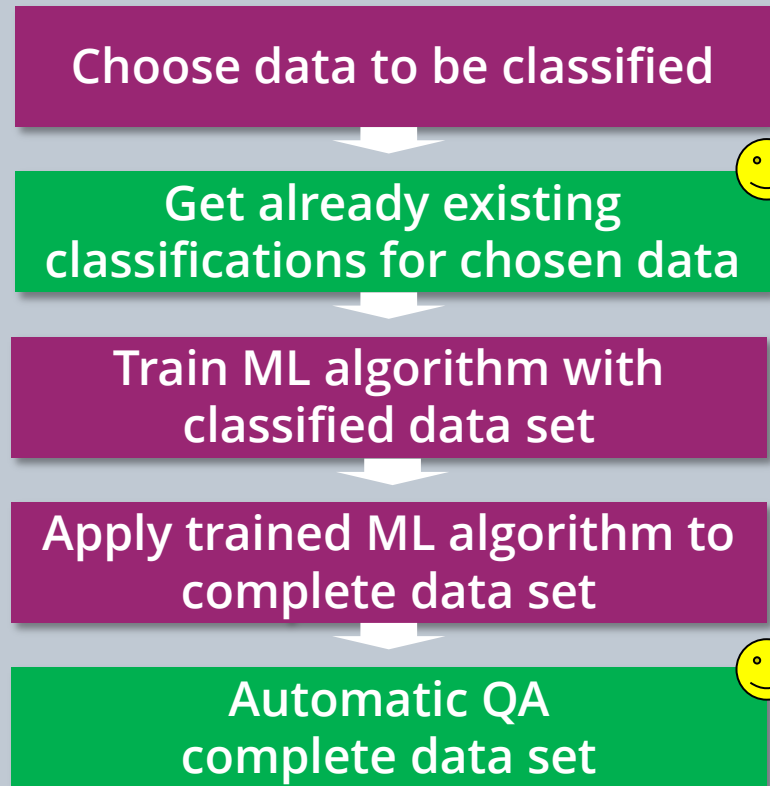 Choose data to be classified
Get already existing
classifications for chosen data
Train ML algorithm with
classified data set
Apply trained ML algorithm to
complete data set
Automatic QA
complete data set